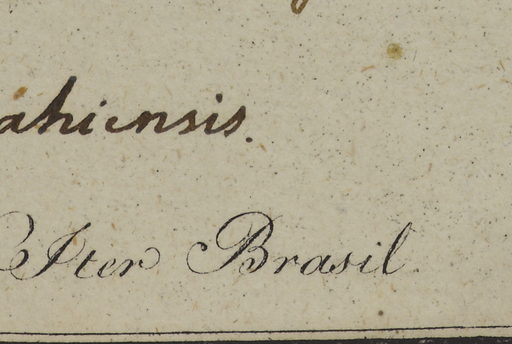 ahiensis.
Iter Brasil